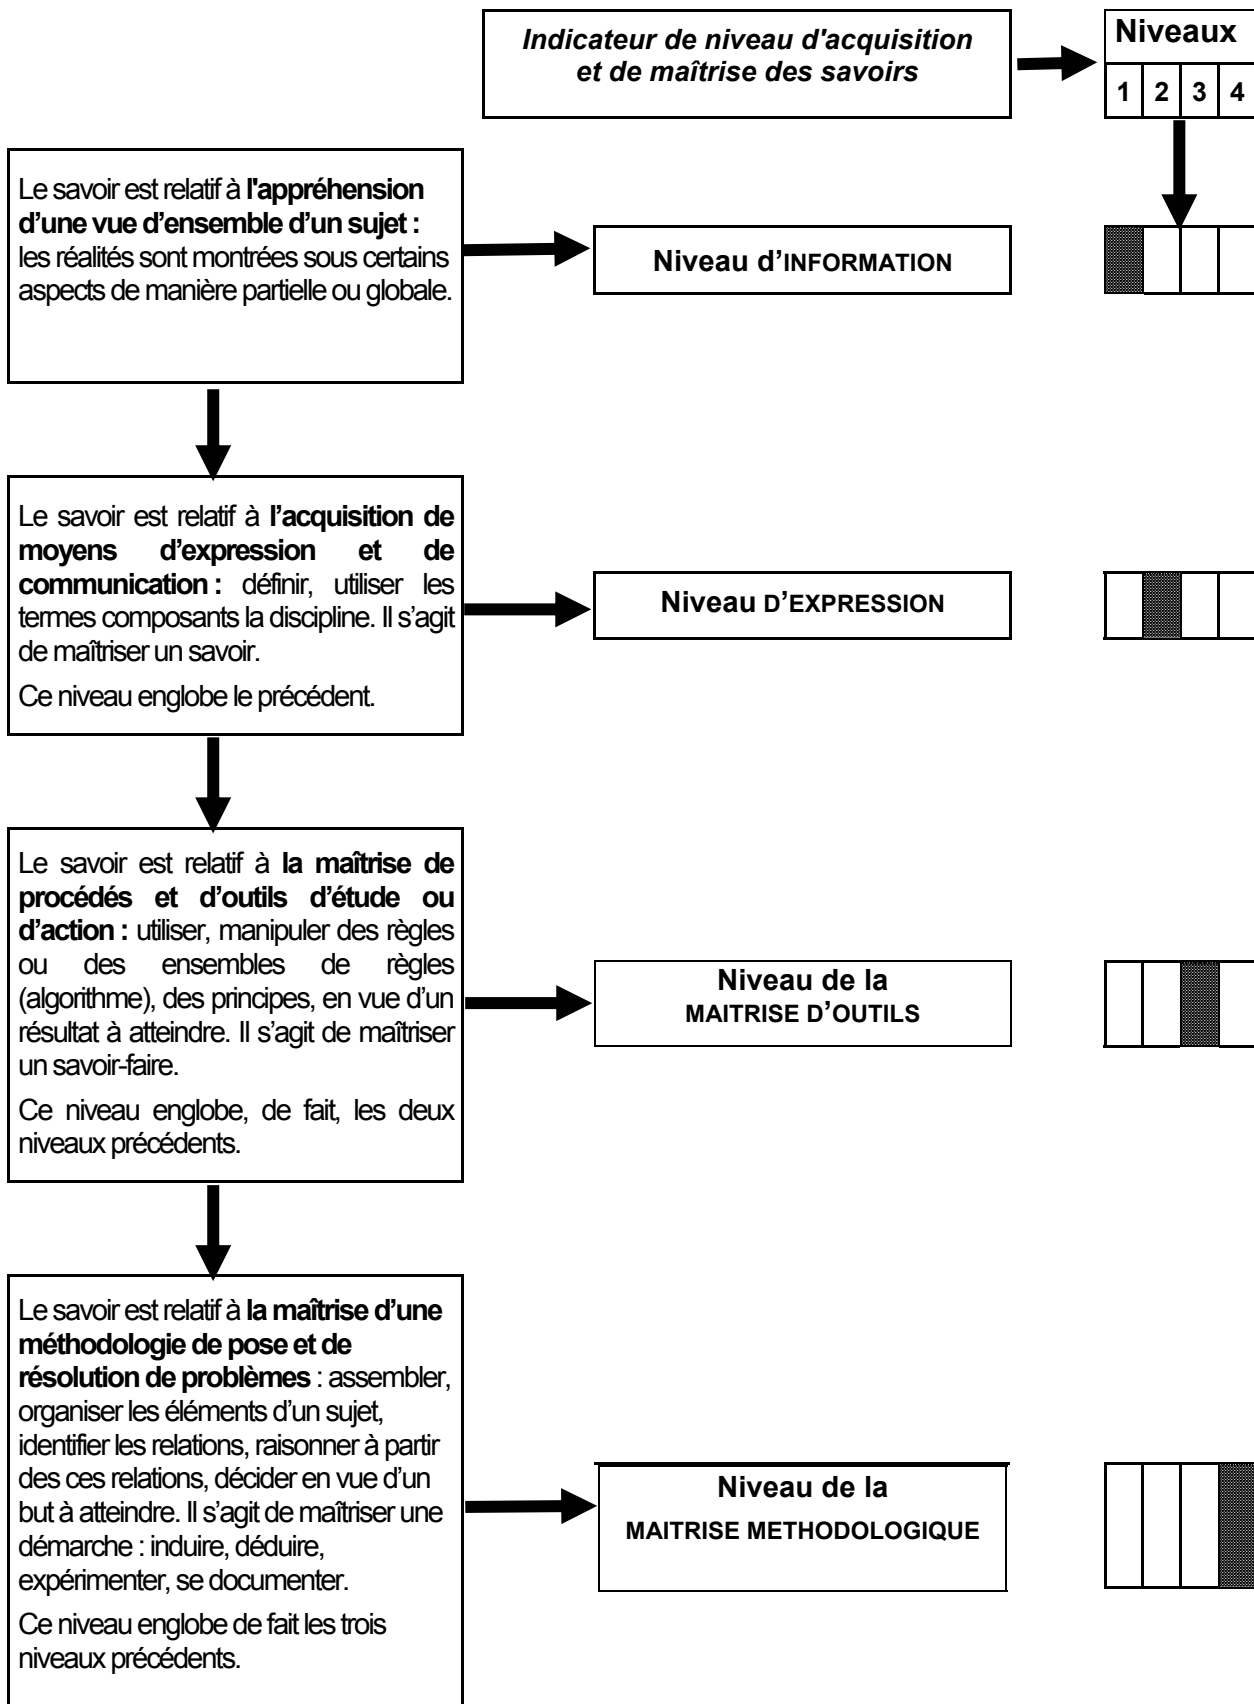 Indicateur de niveau d'acquisition
et de maîtrise des savoirs
Niveaux
1 2 3 4
Le savoir est relatif à l'appréhension
d’une vue d’ensemble d’un sujet :
les réalités sont montrées sous certains
aspects de manière partielle ou globale.
Niveau d’INFORMATION
Le savoir est relatif à l’acquisition de
moyens d’expression et de
communication : définir, utiliser les
termes composants la discipline. Il s’agit
de maîtriser un savoir.
Ce niveau englobe le précédent.
Niveau D’EXPRESSION
Le savoir est relatif à la maîtrise de
procédés et d’outils d’étude ou
d’action : utiliser, manipuler des règles
ou des ensembles de règles
(algorithme), des principes, en vue d’un
résultat à atteindre. Il s’agit de maîtriser
un savoir-faire.
Ce niveau englobe, de fait, les deux
niveaux précédents.
Niveau de la
MAITRISE D’OUTILS
Le savoir est relatif à la maîtrise d’une
méthodologie de pose et de
résolution de problèmes : assembler,
organiser les éléments d’un sujet,
identifier les relations, raisonner à partir
des ces relations, décider en vue d’un
but à atteindre. Il s’agit de maîtriser une
démarche : induire, déduire,
expérimenter, se documenter.
Ce niveau englobe de fait les trois
niveaux précédents.
Niveau de la
MAITRISE METHODOLOGIQUE